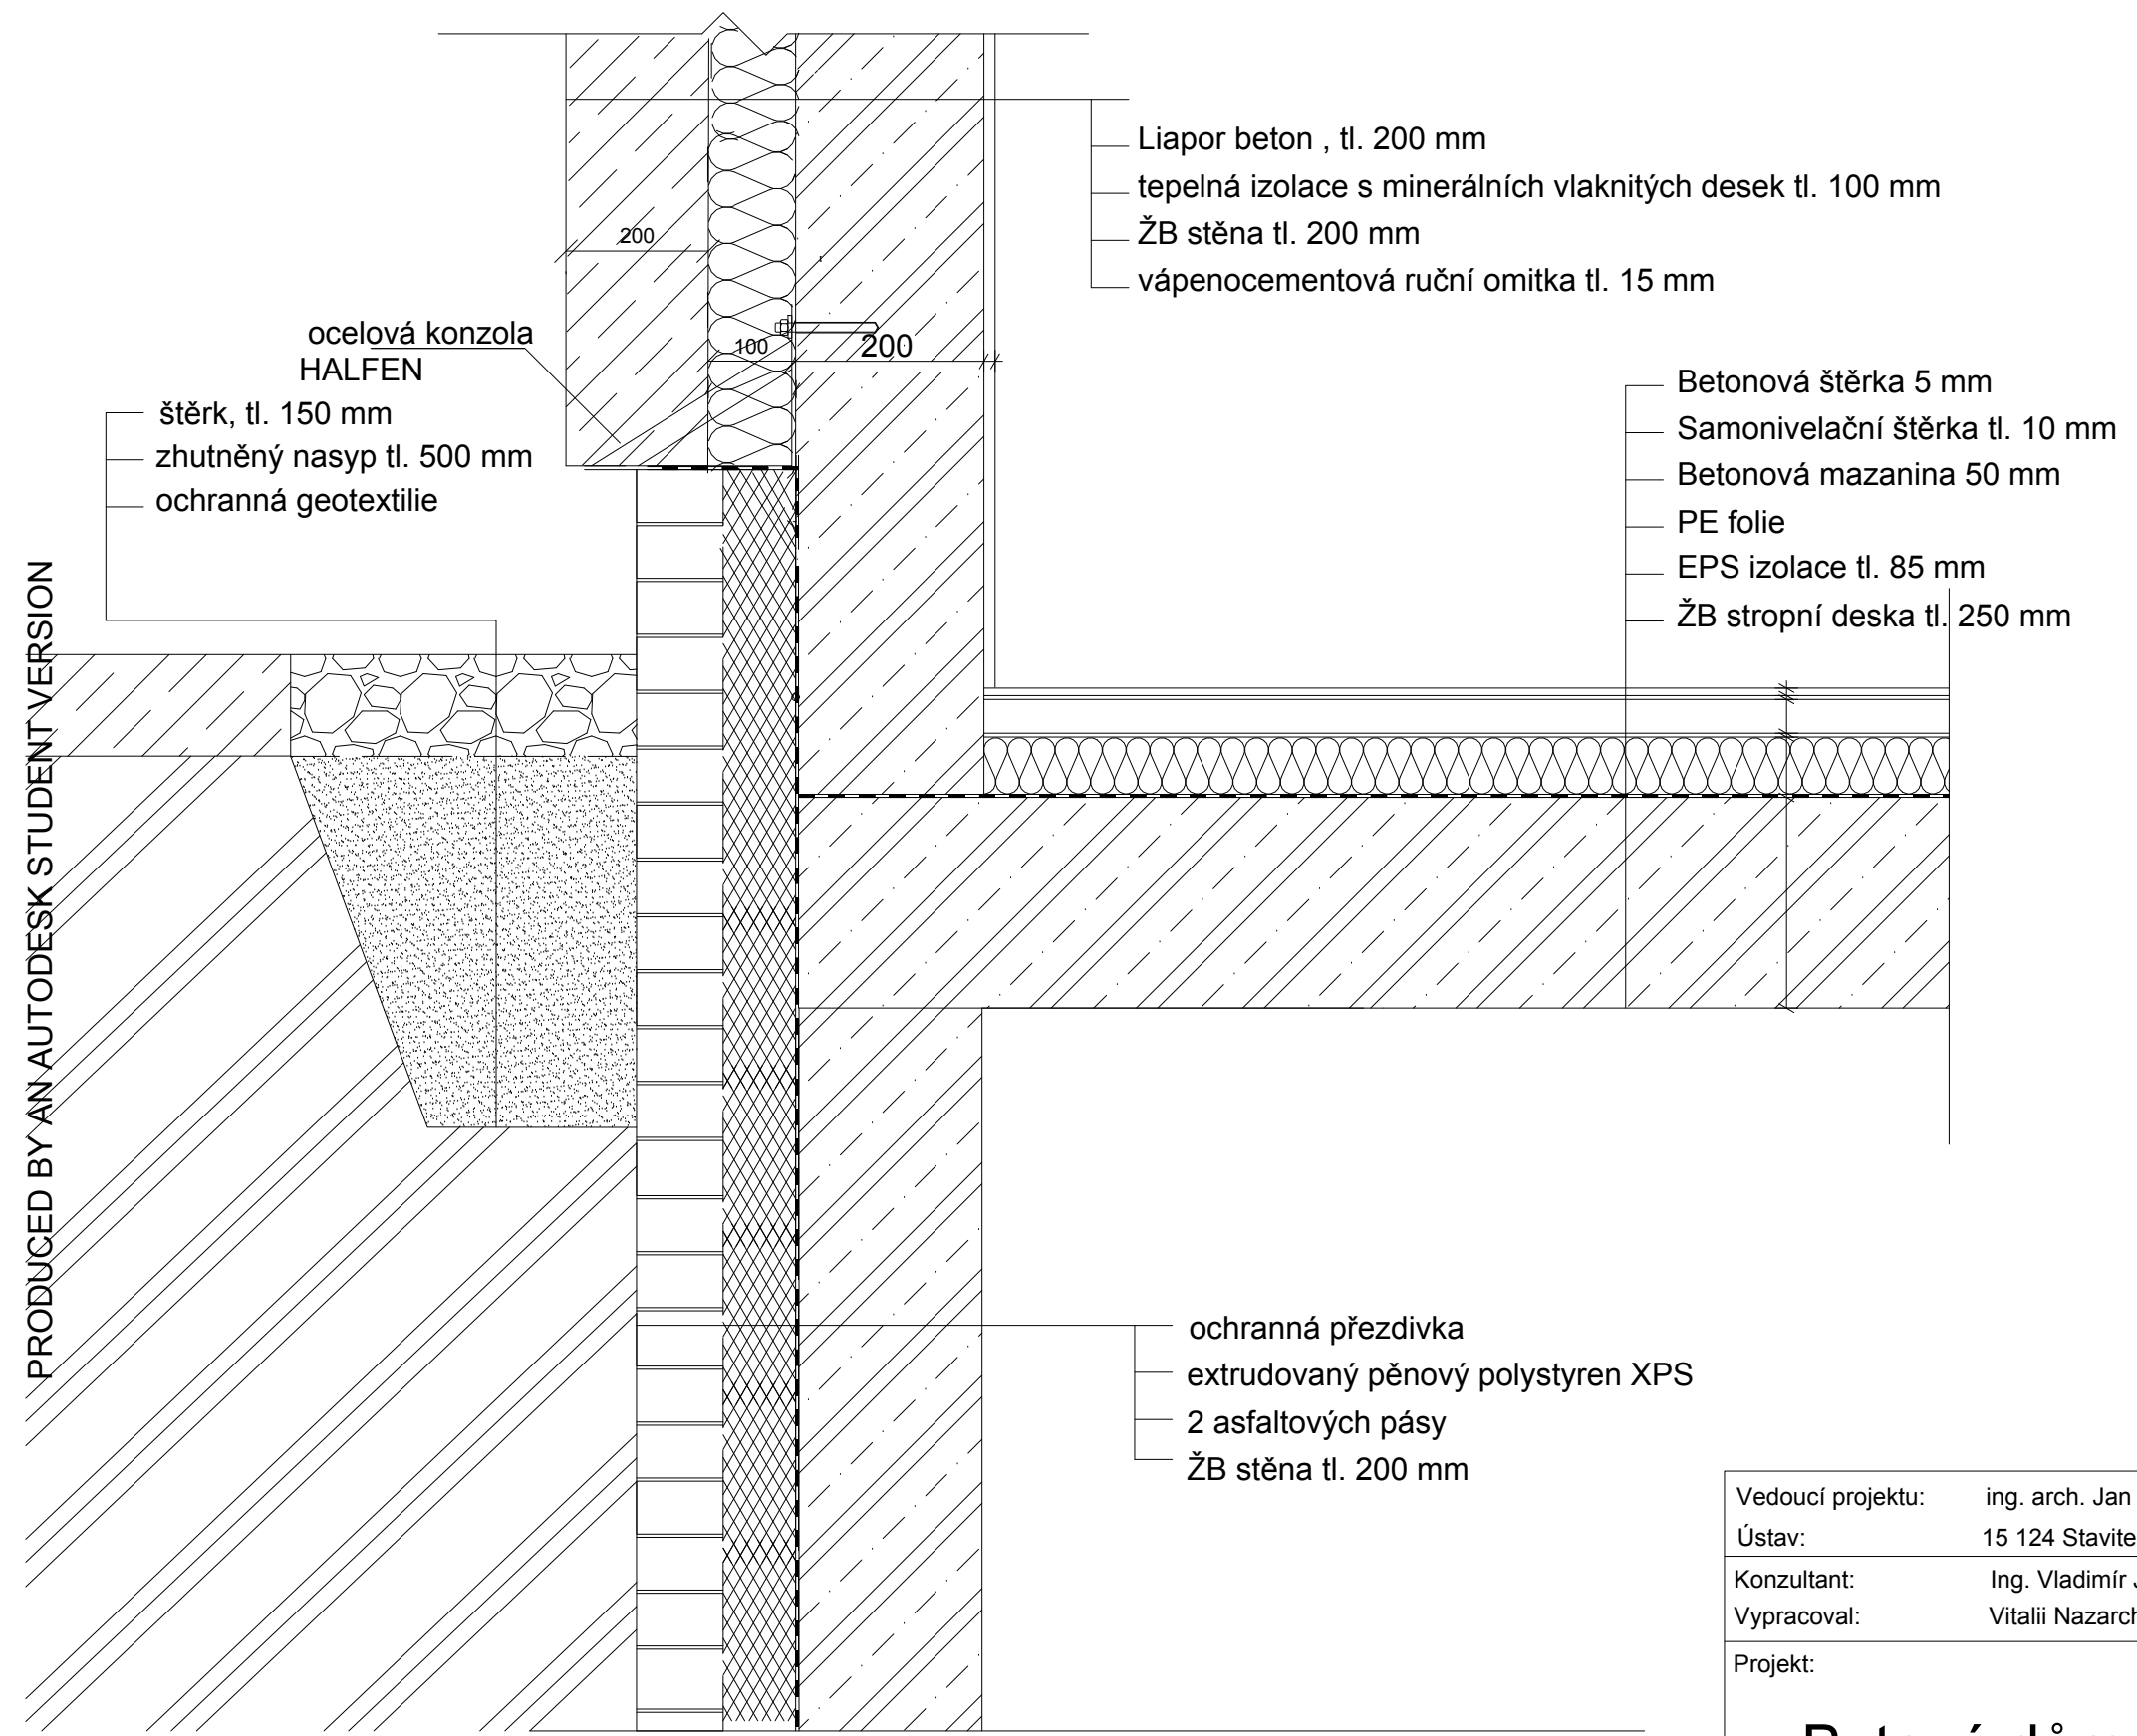 Liapor beton , tl. 200 mm
tepelná izolace s minerálních vlaknitých desek tl. 100 mm
ŽB stěna tl. 200 mm
vápenocementová ruční omitka tl. 15 mm
200
100
200
ocelová konzola
HALFEN
štěrk, tl. 150 mm
zhutněný nasyp tl. 500 mm
ochranná geotextilie
Betonová štěrka 5 mm
Samonivelační štěrka tl. 10 mm
Betonová mazanina 50 mm
PE folie
EPS izolace tl. 85 mm
ŽB stropní deska tl. 250 mm
PRODUCED BY AN AUTODESK STUDENT VERSION
ochranná přezdivka
extrudovaný pěnový polystyren XPS
2 asfaltových pásy
ŽB stěna tl. 200 mm
Vedoucí projektu: ing. arch. Jan
Ústav: 15 124 Stavite
Konzultant: Ing. Vladimír
Vypracoval: Vitalii Nazarch
Projekt: